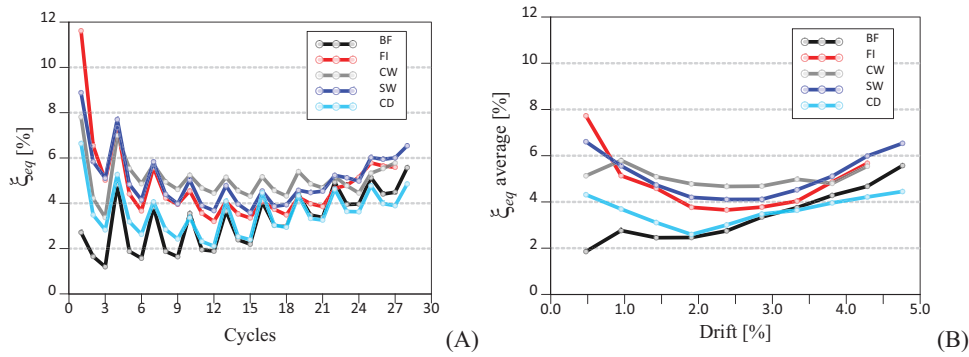 12
10
8
6
4
2
0
ξeq [%]
0 3 6 9 12 15 18 21 24 27 30
Cycles
BF
FI
CW
SW
CD
(A)
12
10
8
6
4
2
0
ξeq average [%]
0 1.0 2.0 3.0 4.0 5.0
Drift [%]
BF
FI
CW
SW
CD
(B)